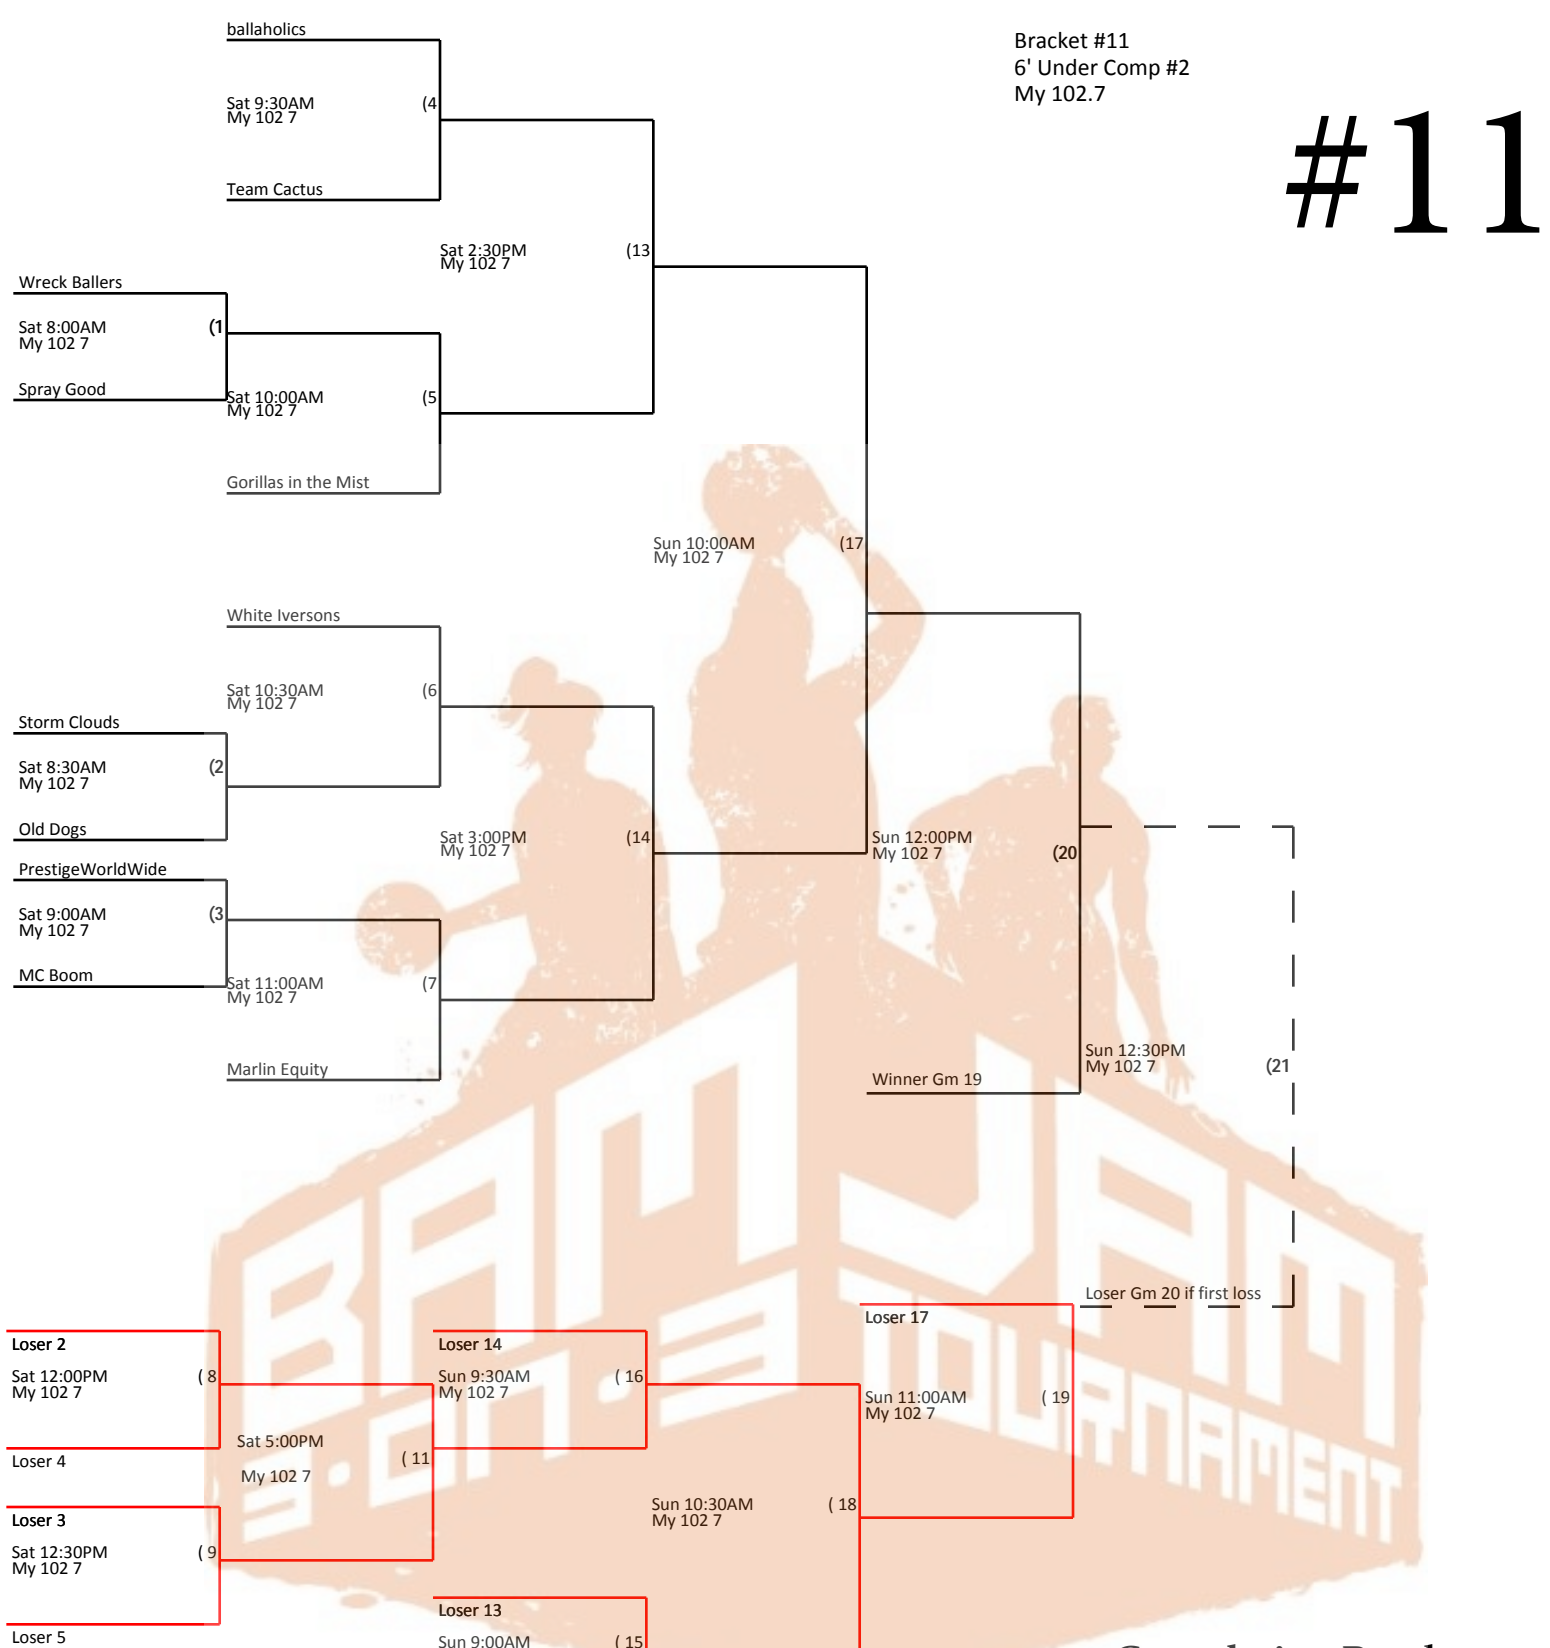 ballaholics
Bracket #11
6' Under Comp #2
My 102.7
#11
Sat 9:30AM (4
My 102 7
Team Cactus
Sat 2:30PM (13
My 102 7
Wreck Ballers
Sat 8:00AM (1
My 102 7
Spray Good
Sat 10:00AM (5
My 102 7
Gorillas in the Mist
Sun 10:00AM (17
My 102 7
White Iversons
Sat 10:30AM (6
My 102 7
Storm Clouds
Sat 8:30AM (2
My 102 7
Old Dogs
Sat 3:00PM (14
My 102 7
Sun 12:00PM (20
My 102 7
PrestigeWorldWide
Sat 9:00AM (3
My 102 7
MC Boom
Sat 11:00AM (7
My 102 7
Marlin Equity
Sun 12:30PM (21
My 102 7
Winner Gm 19
Loser Gm 20 if first loss
BAM JAM
3·ON·3 TOURNAMENT
Loser 2
Sat 12:00PM ( 8
My 102 7
Loser 4
Loser 14
Sun 9:30AM ( 16
My 102 7
Loser 17
Sun 11:00AM ( 19
My 102 7
Sat 5:00PM ( 11
My 102 7
Loser 3
Sat 12:30PM ( 9
My 102 7
Loser 5
Sun 10:30AM ( 18
My 102 7
Loser 13
Sun 9:00AM ( 15